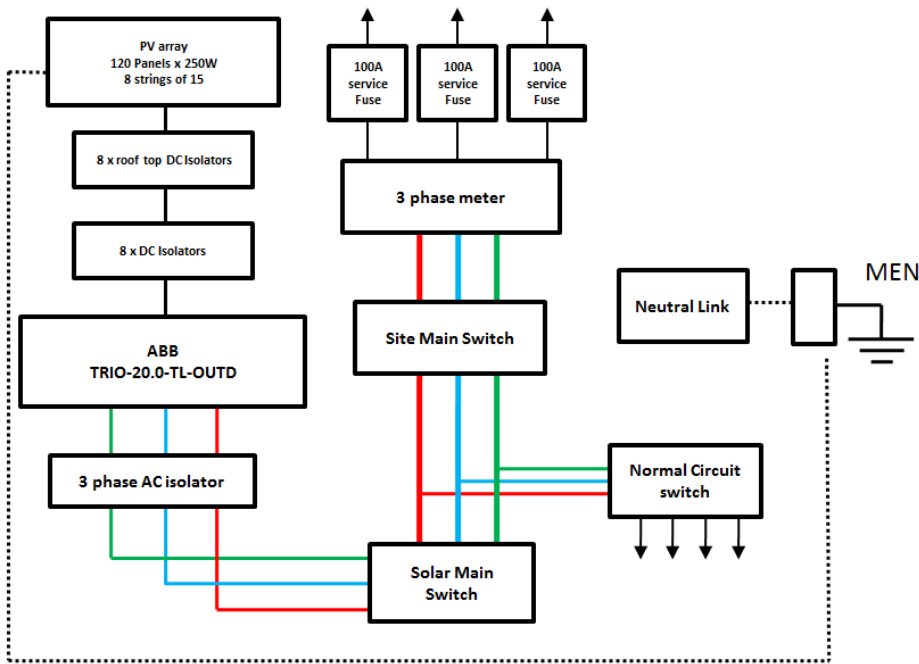 PV array
120 Panels x 250W
8 strings of 15
100A
service
Fuse
100A
service
Fuse
100A
service
Fuse
8 x roof top DC Isolators
3 phase meter
8 x DC Isolators
MEN
Neutral Link
Site Main Switch
ABB
TRIO-20.0-TL-OUTD
3 phase AC isolator
Normal Circuit
switch
Solar Main
Switch